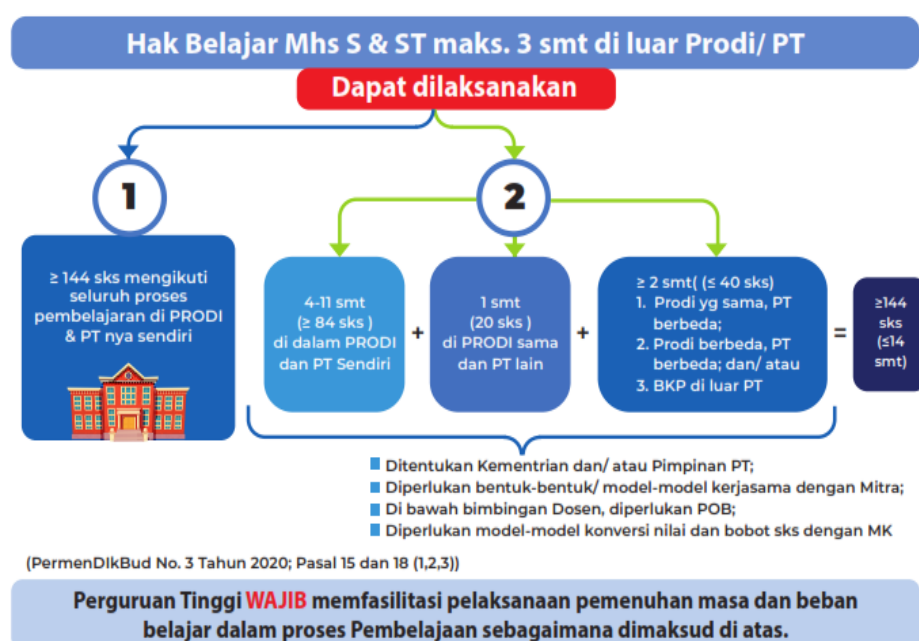 Hak Belajar Mhs S & ST maks. 3 smt di luar Prodi/ PT
Dapat dilaksanakan
1
2
≥ 144 sks mengikuti
seluruh proses
pembelajaran di PRODI
& PT nya sendiri
4-11 smt
(≥ 84 sks )
di dalam PRODI
dan PT Sendiri
+
1 smt
(20 sks )
di PRODI sama
dan PT lain
+
≥ 2 smt( (≤ 40 sks)
1. Prodi yg sama, PT
berbeda;
2. Prodi berbeda, PT
berbeda; dan/ atau
3. BKP di luar PT
=
≥144
sks
(≤14
smt)
Ditentukan Kementrian dan/ atau Pimpinan PT;
Diperlukan bentuk-bentuk/ model-model kerjasama dengan Mitra;
Di bawah bimbingan Dosen, diperlukan POB;
Diperlukan model-model konversi nilai dan bobot sks dengan MK
(PermenDIkBud No. 3 Tahun 2020; Pasal 15 dan 18 (1,2,3))
Perguruan Tinggi WAJIB memfasilitasi pelaksanaan pemenuhan masa dan beban
belajar dalam proses Pembelajaan sebagaimana dimaksud di atas.